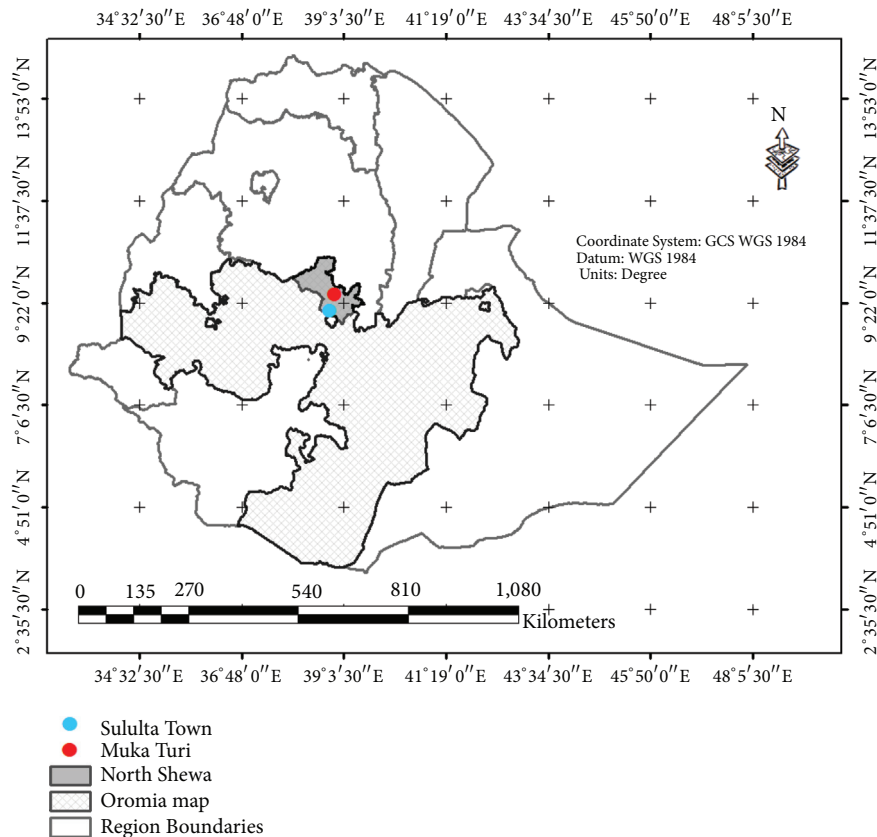 34°32′30″E 36°48′0″E 39°3′30″E 41°19′0″E 43°34′30″E 45°50′0″E 48°5′30″E
13°53′0″N
11°37′30″N
9°22′0″N
7°6′30″N
4°51′0″N
2°35′30″N
N
Coordinate System: GCS WGS 1984
Datum: WGS 1984
Units: Degree
13°53′0″N
11°37′30″N
9°22′0″N
7°6′30″N
4°51′0″N
2°35′30″N
0 135 270 540 810 1,080
Kilometers
34°32′30″E 36°48′0″E 39°3′30″E 41°19′0″E 43°34′30″E 45°50′0″E 48°5′30″E
Sululta Town
Muka Turi
North Shewa
Oromia map
Region Boundaries